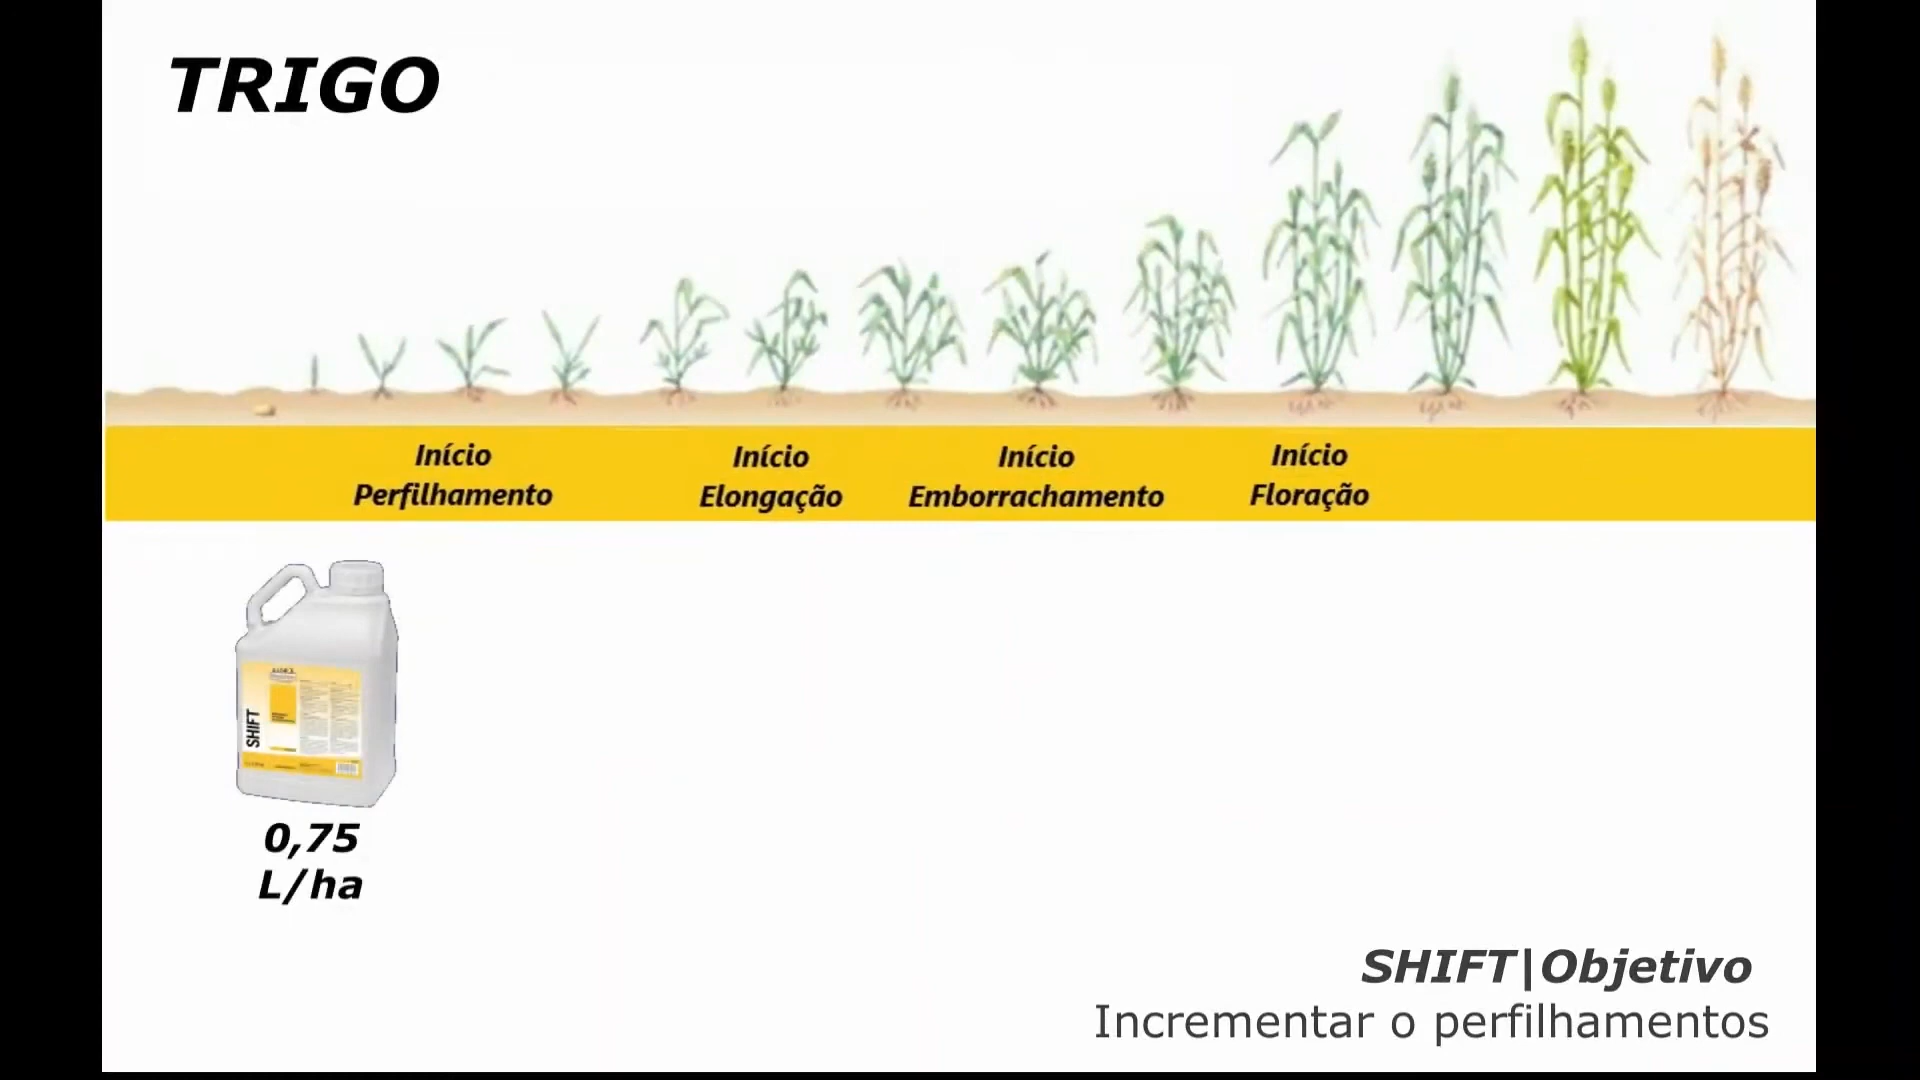 TRIGO
Início
Perfilhamento
Início
Elongação
Início
Emborrachamento
Início
Floração
SHIFT
0,75
L/ha
SHIFT|Objetivo
Incrementar o perfilhamentos